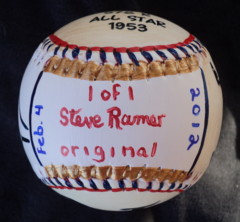 ALL STAR
1953
1 of 1
Steve Ramer
original
Feb. 4
2012